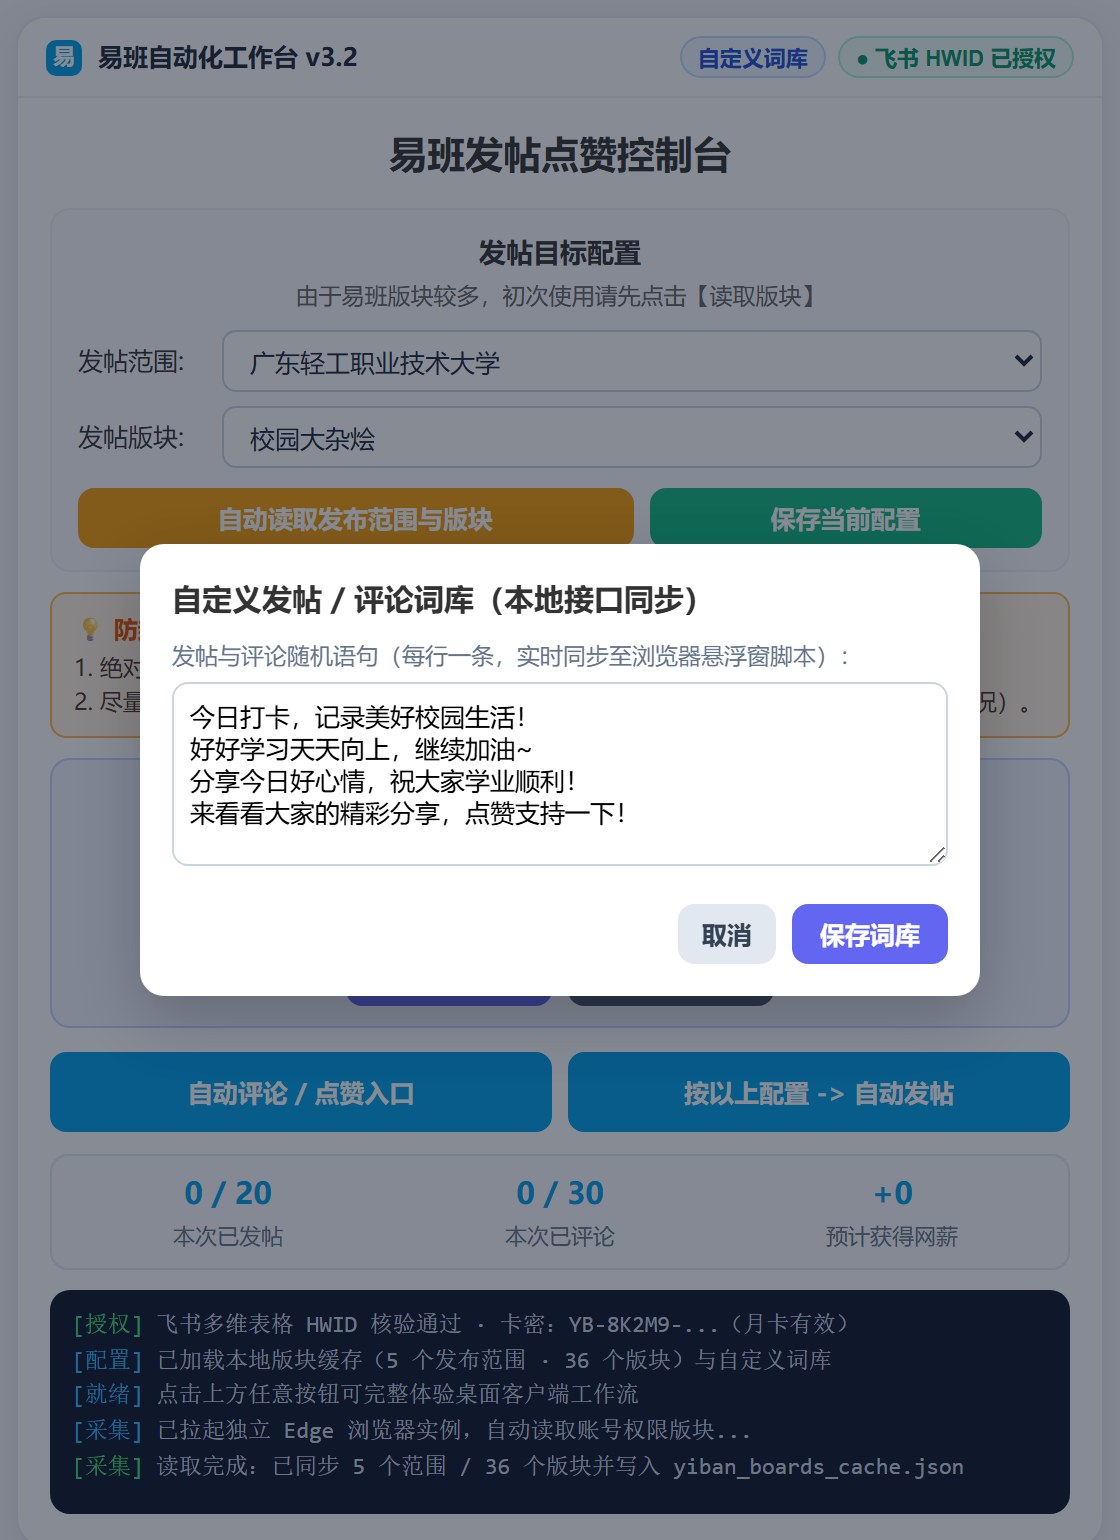 易 易班自动化工作台 v3.2 自定义词库 ● 飞书 HWID 已授权
易班发帖点赞控制台
发帖目标配置
由于易班版块较多，初次使用请先点击【读取版块】
发帖范围: 广东轻工职业技术大学
发帖版块: 校园大杂烩
自动读取发布范围与版块 保存当前配置
自定义发帖 / 评论词库（本地接口同步）
发帖与评论随机语句（每行一条，实时同步至浏览器悬浮窗脚本）:
今日打卡，记录美好校园生活！
好好学习天天向上，继续加油~
分享今日好心情，祝大家学业顺利！
来看看大家的精彩分享，点赞支持一下！
取消 保存词库
1. 绝对
2. 尽量 况）。
自动评论 / 点赞入口 按以上配置 -> 自动发帖
0 / 20 0 / 30 +0
本次已发帖 本次已评论 预计获得网薪
[授权] 飞书多维表格 HWID 核验通过 · 卡密：YB-8K2M9-...（月卡有效）
[配置] 已加载本地版块缓存（5 个发布范围 · 36 个版块）与自定义词库
[就绪] 点击上方任意按钮可完整体验桌面客户端工作流
[采集] 已拉起独立 Edge 浏览器实例，自动读取账号权限版块...
[采集] 读取完成：已同步 5 个范围 / 36 个版块并写入 yiban_boards_cache.json